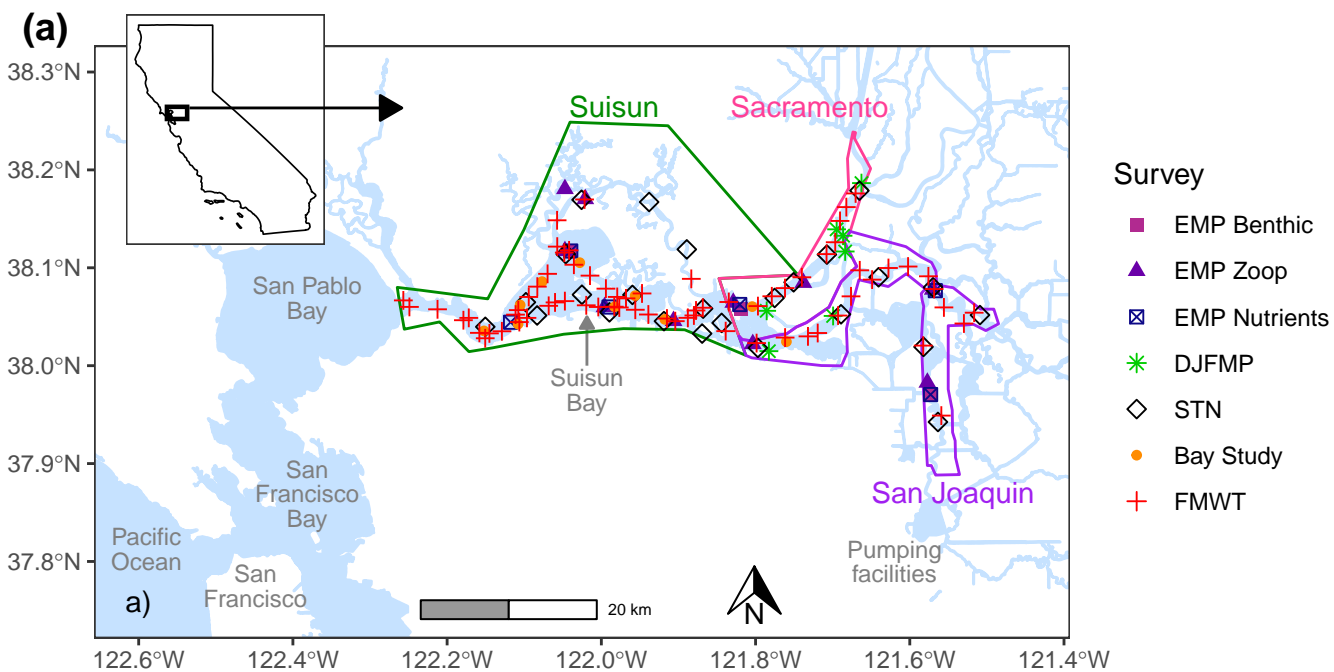 (a)
38.3°N
38.2°N
38.1°N
38.0°N
37.9°N
37.8°N
Suisun
Sacramento
San Pablo
Bay
Suisun
Bay
San
Francisco
Bay
San Joaquin
Pacific
Ocean
San
Francisco
Pumping
facilities
a)
20 km
N
122.6°W
122.4°W
122.2°W
122.0°W
121.8°W
121.6°W
121.4°W
Survey
EMP Benthic
EMP Zoop
EMP Nutrients
DJFMP
STN
Bay Study
FMWT